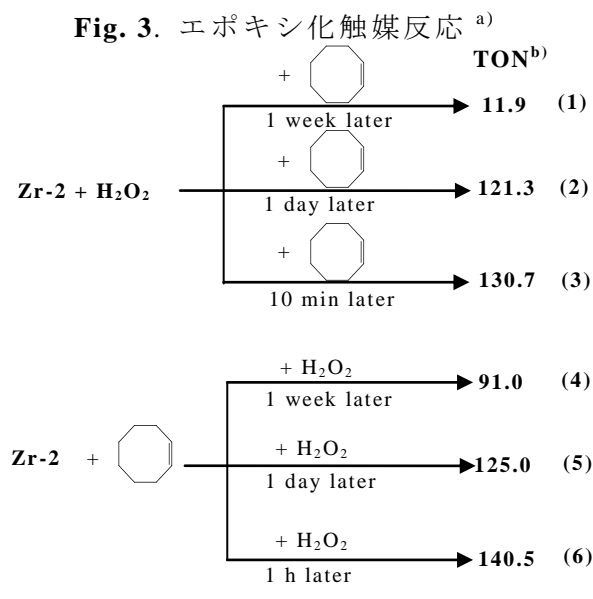 Fig. 3. エポキシ化触媒反応 a)
TONb)
+
1 week later
11.9 (1)
+
Zr-2 + H2O2
1 day later
121.3 (2)
+
10 min later
130.7 (3)
+ H2O2
1 week later
91.0 (4)
Zr-2 +
+ H2O2
1 day later
125.0 (5)
+ H2O2
1 h later
140.5 (6)